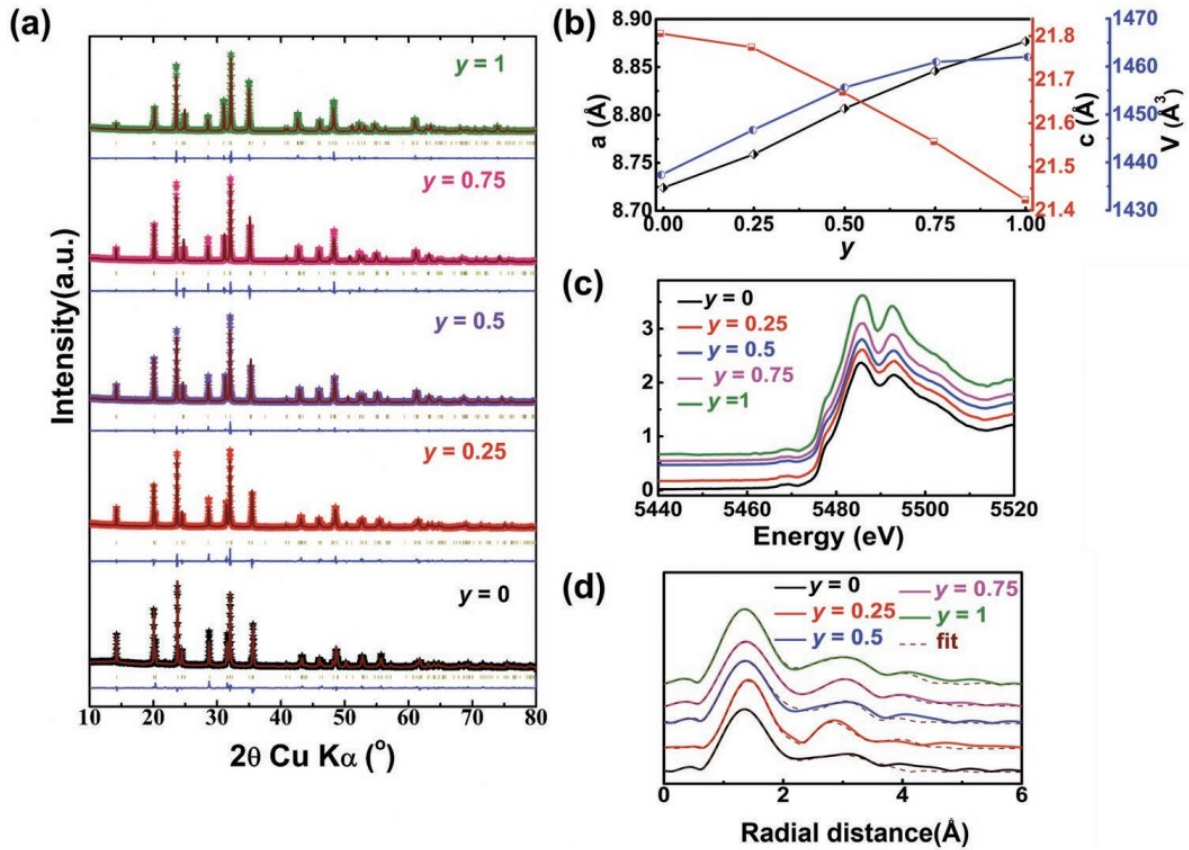 (a)
y = 1
y = 0.75
y = 0.5
y = 0.25
y = 0
Intensity(a.u.)
10 20 30 40 50 60 70 80
2θ Cu Kα (°)
(b)
8.90
8.85
8.80
8.75
8.70
a (Å)
0.00 0.25 0.50 0.75 1.00
y
21.8
21.7
21.6
21.5
21.4
c (Å)
1470
1460
1450
1440
1430
V (Å³)
(c)
y = 0
y = 0.25
y = 0.5
y = 0.75
y =1
3
2
1
0
5440 5460 5480 5500 5520
Energy (eV)
(d)
y = 0
y = 0.25
y = 0.5
y = 0.75
y = 1
fit
0 2 4 6
Radial distance(Å)